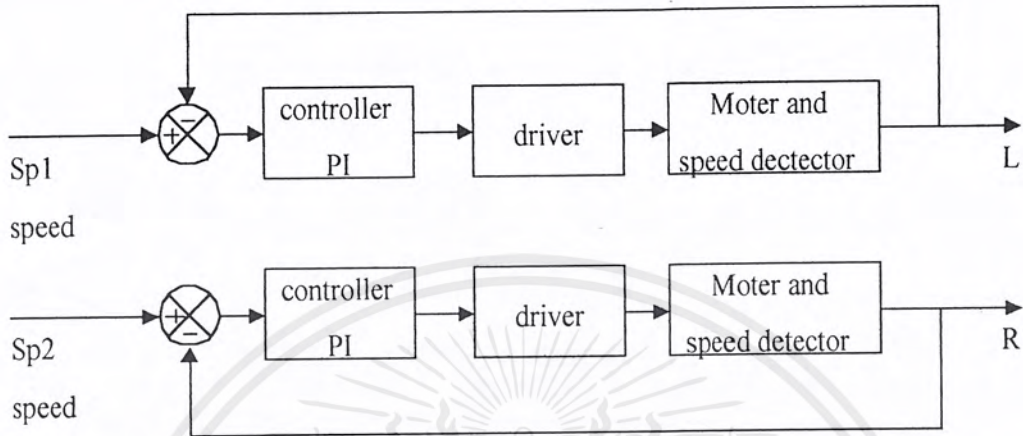 controller
PI
driver
Moter and
speed dectector
+
−
Sp1
speed
L
controller
PI
driver
Moter and
speed detector
+
−
Sp2
speed
R